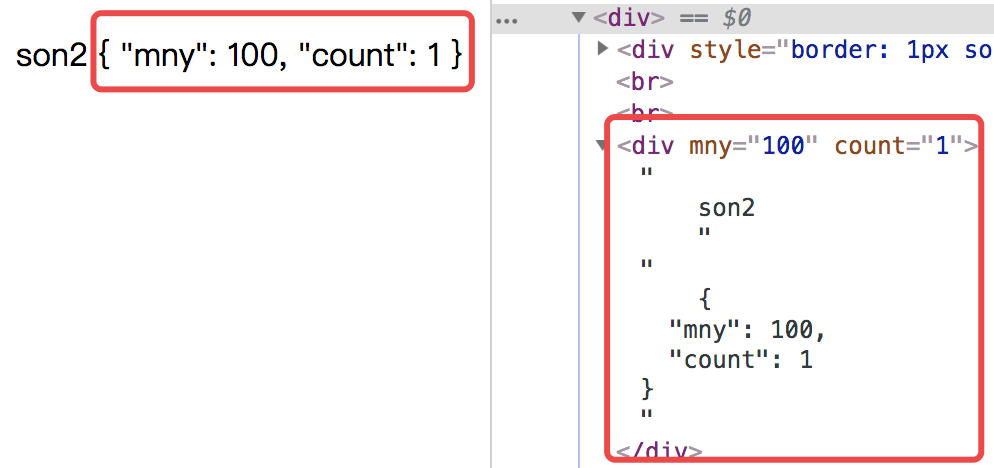 son2 { "mny": 100, "count": 1 }
... ▼<div> == $0
▶<div style="border: 1px so
<br>
<br>
▼<div mny="100" count="1">
"
son2
"
"
{
"mny": 100,
"count": 1
}
"
</div>